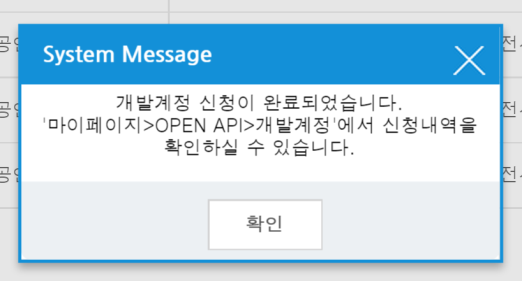 System Message
개발계정 신청이 완료되었습니다.
'마이페이지>OPEN API>개발계정'에서 신청내역을
확인하실 수 있습니다.
확인